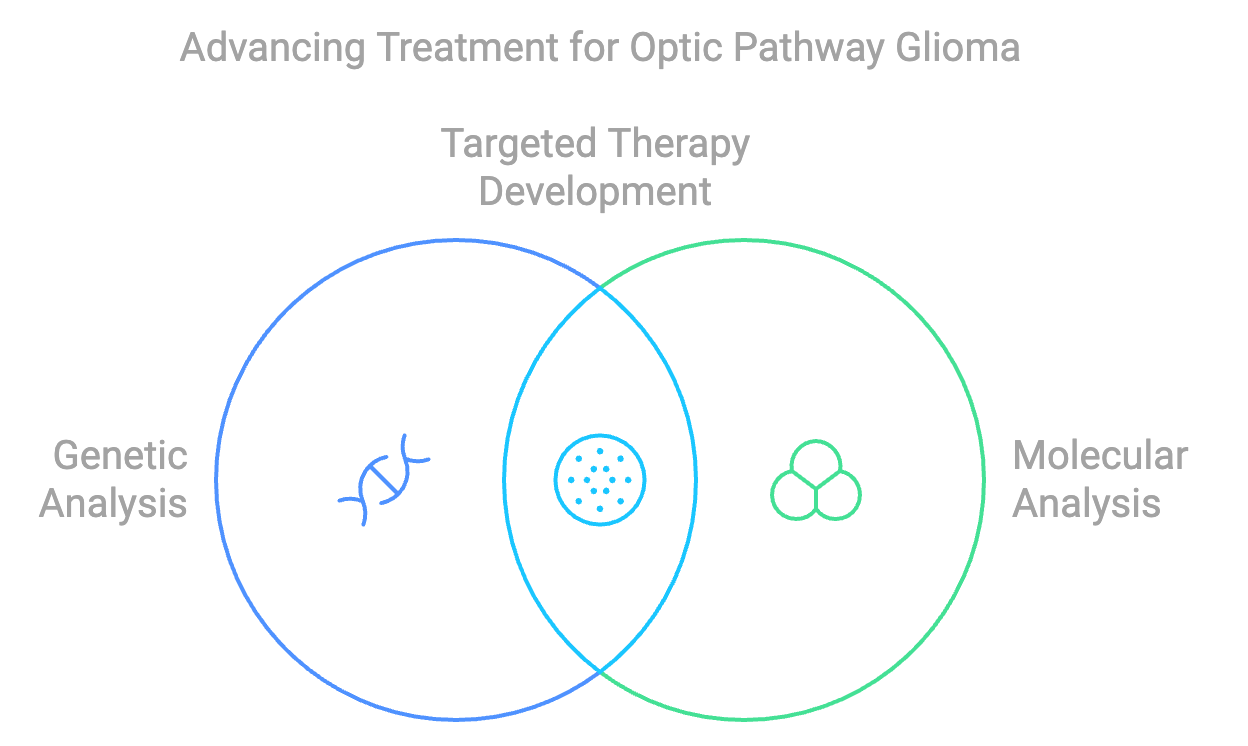 Advancing Treatment for Optic Pathway Glioma
Targeted Therapy
Development
Genetic
Analysis
Molecular
Analysis